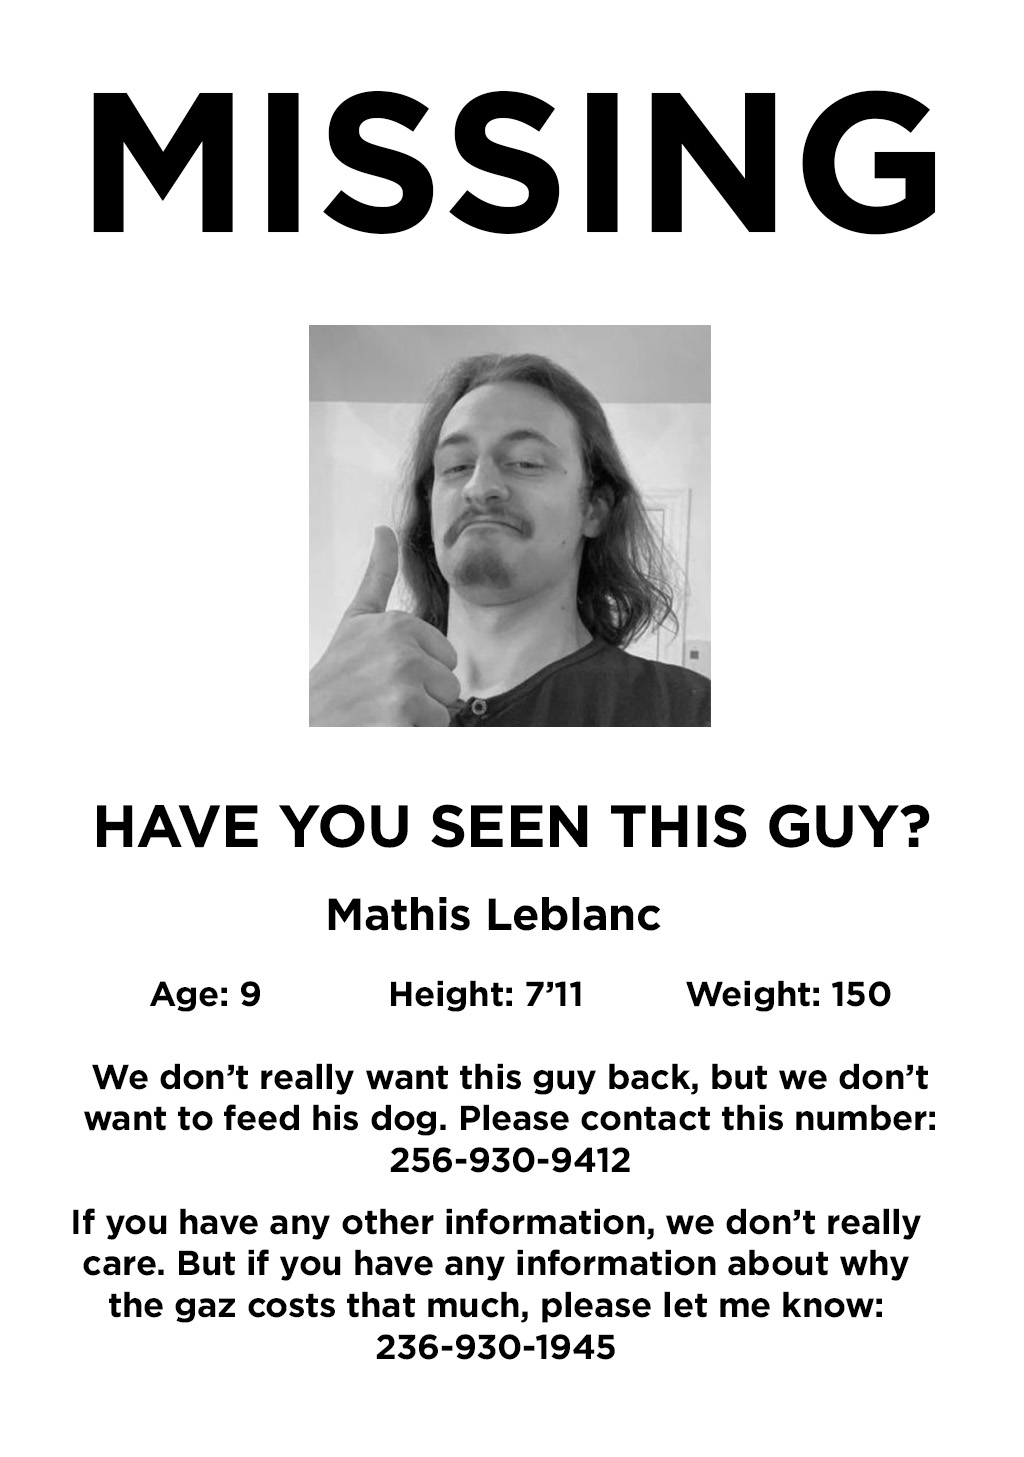 MISSING
HAVE YOU SEEN THIS GUY?
Mathis Leblanc
Age: 9 Height: 7’11 Weight: 150
We don’t really want this guy back, but we don’t
want to feed his dog. Please contact this number:
256-930-9412
If you have any other information, we don’t really
care. But if you have any information about why
the gaz costs that much, please let me know:
236-930-1945